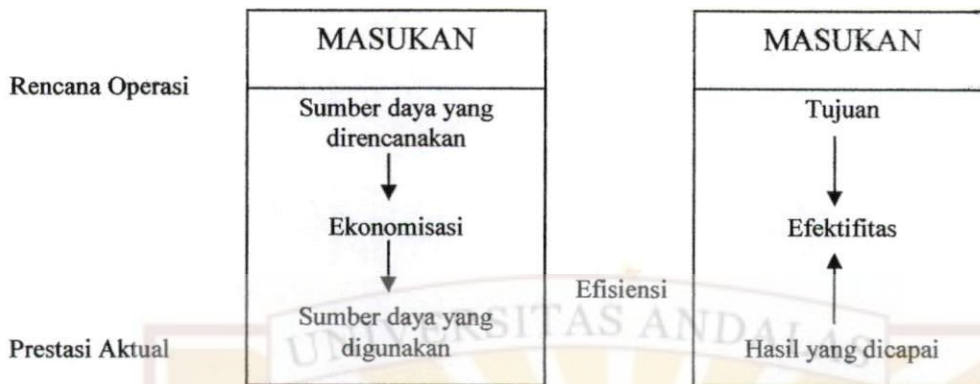 MASUKAN
MASUKAN
Rencana Operasi
Sumber daya yang
direncanakan
Tujuan
Ekonomisasi
Efektifitas
Efisiensi
Prestasi Aktual
Sumber daya yang
digunakan
Hasil yang dicapai
UNIVERSITAS ANDALAS